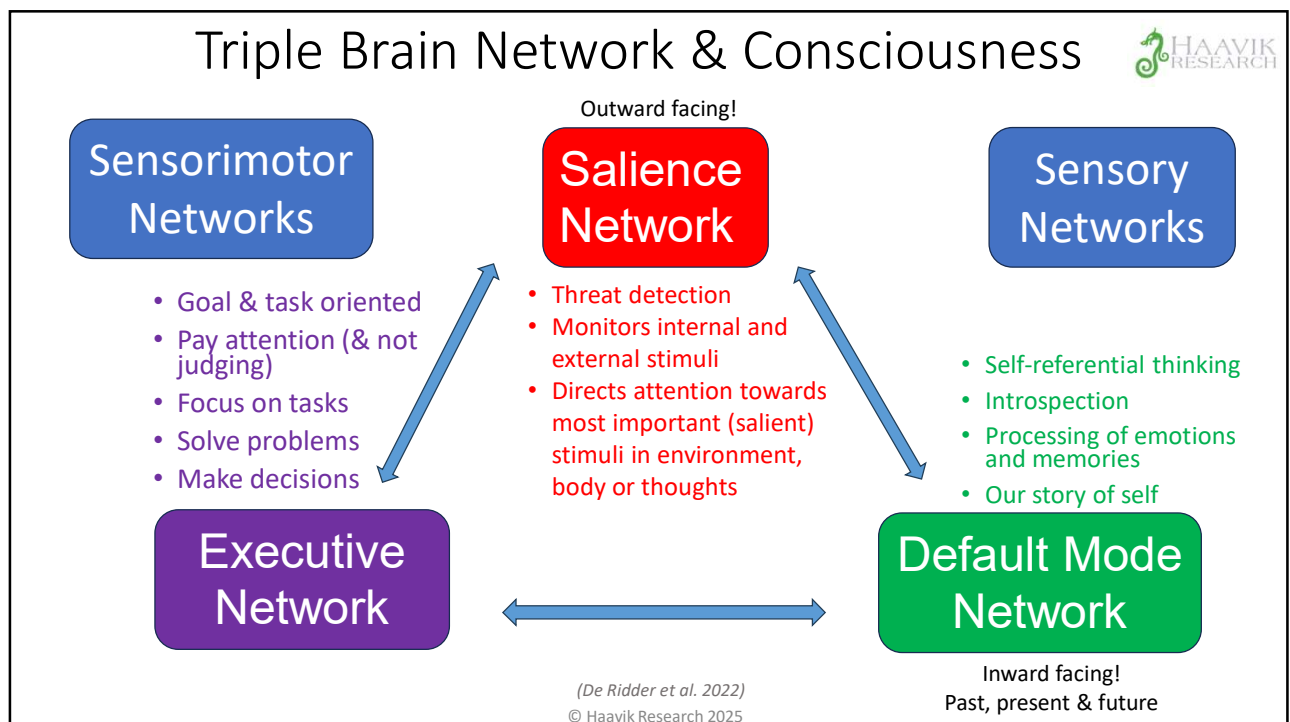 Triple Brain Network & Consciousness
HAAVIK
RESEARCH
Outward facing!
Sensorimotor
Networks
Salience
Network
Sensory
Networks
• Goal & task oriented
• Pay attention (& not
judging)
• Focus on tasks
• Solve problems
• Make decisions
• Threat detection
• Monitors internal and
external stimuli
• Directs attention towards
most important (salient)
stimuli in environment,
body or thoughts
• Self-referential thinking
• Introspection
• Processing of emotions
and memories
• Our story of self
Executive
Network
Default Mode
Network
Inward facing!
Past, present & future
(De Ridder et al. 2022)
© Haavik Research 2025